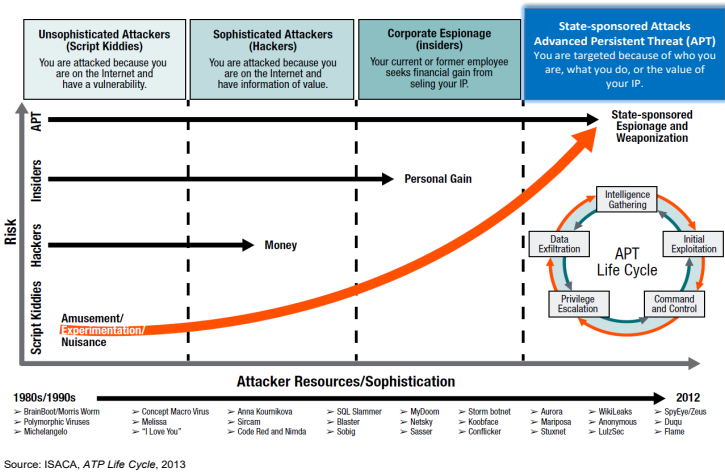 Unsophisticated Attackers
(Script Kiddies)
You are attacked because you
are on the Internet and
have a vulnerability.
Sophisticated Attackers
(Hackers)
You are attacked because you
are on the Internet and
have information of value.
Corporate Espionage
(insiders)
Your current or former employee
seeks financial gain from
seling your IP.
State-sponsored Attacks
Advanced Persistent Threat (APT)
You are targeted because of who you
are, what you do, or the value of
your IP.
Risk
APT
Insiders
Hackers
Script Kiddies
State-sponsored
Espionage and
Weaponization
Personal Gain
Money
Amusement/
Experimentation/
Nuisance
APT
Life Cycle
Intelligence
Gathering
Initial
Exploitation
Command
and Control
Privilege
Escalation
Data
Exfiltration
Attacker Resources/Sophistication
1980s/1990s
2012
➢ BrainBoot/Morris Worm
➢ Polymorphic Viruses
➢ Michelangelo
➢ Concept Macro Virus
➢ Melissa
➢ "I Love You"
➢ Anna Kournikova
➢ Sircam
➢ Code Red and Nimda
➢ SQL Slammer
➢ Blaster
➢ Sobig
➢ MyDoom
➢ Netsky
➢ Sasser
➢ Storm botnet
➢ Koobface
➢ Conflicker
➢ Aurora
➢ Mariposa
➢ Stuxnet
➢ WikiLeaks
➢ Anonymous
➢ LulzSec
➢ SpyEye/Zeus
➢ Duqu
➢ Flame
Source: ISACA, ATP Life Cycle, 2013